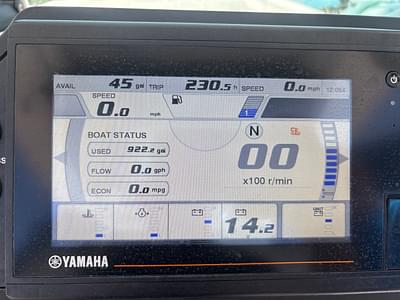 AVAIL 45 gal TRIP 230.5 h SPEED 0.0 mph
SPEED
0.0 mph
1
BOAT STATUS
N
USED 922.2 gal
FLOW 0.0 gph
00
ECON 0.0 mpg
x100 r/min
14.2
YAMAHA